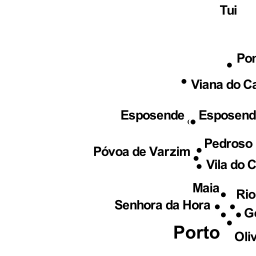 Tui
Por
Viana do Ca
Esposende
Esposend
Pedroso
Póvoa de Varzim
Vila do C
Maia
Rio
Senhora da Hora
Go
Porto
Oliv